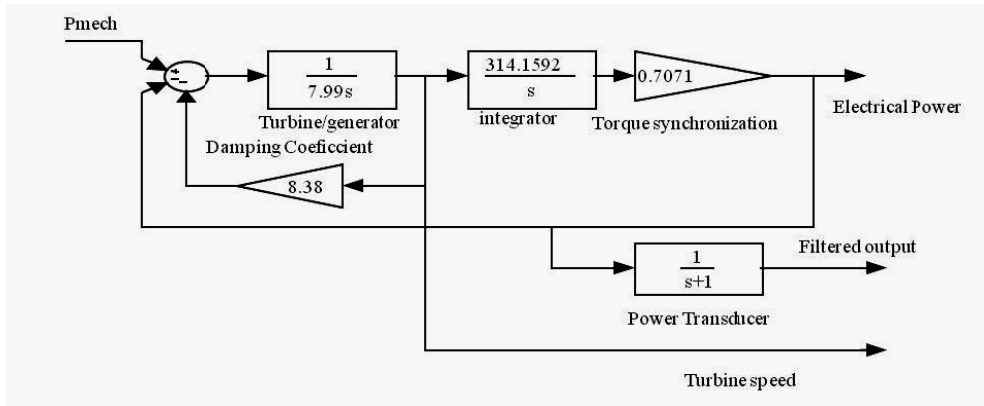 Pmech
+
-
-
1
7.99s
Turbine/generator
314.1592
s
integrator
0.7071
Torque synchronization
Electrical Power
Damping Coeficcient
8.38
Filtered output
1
s+1
Power Transducer
Turbine speed